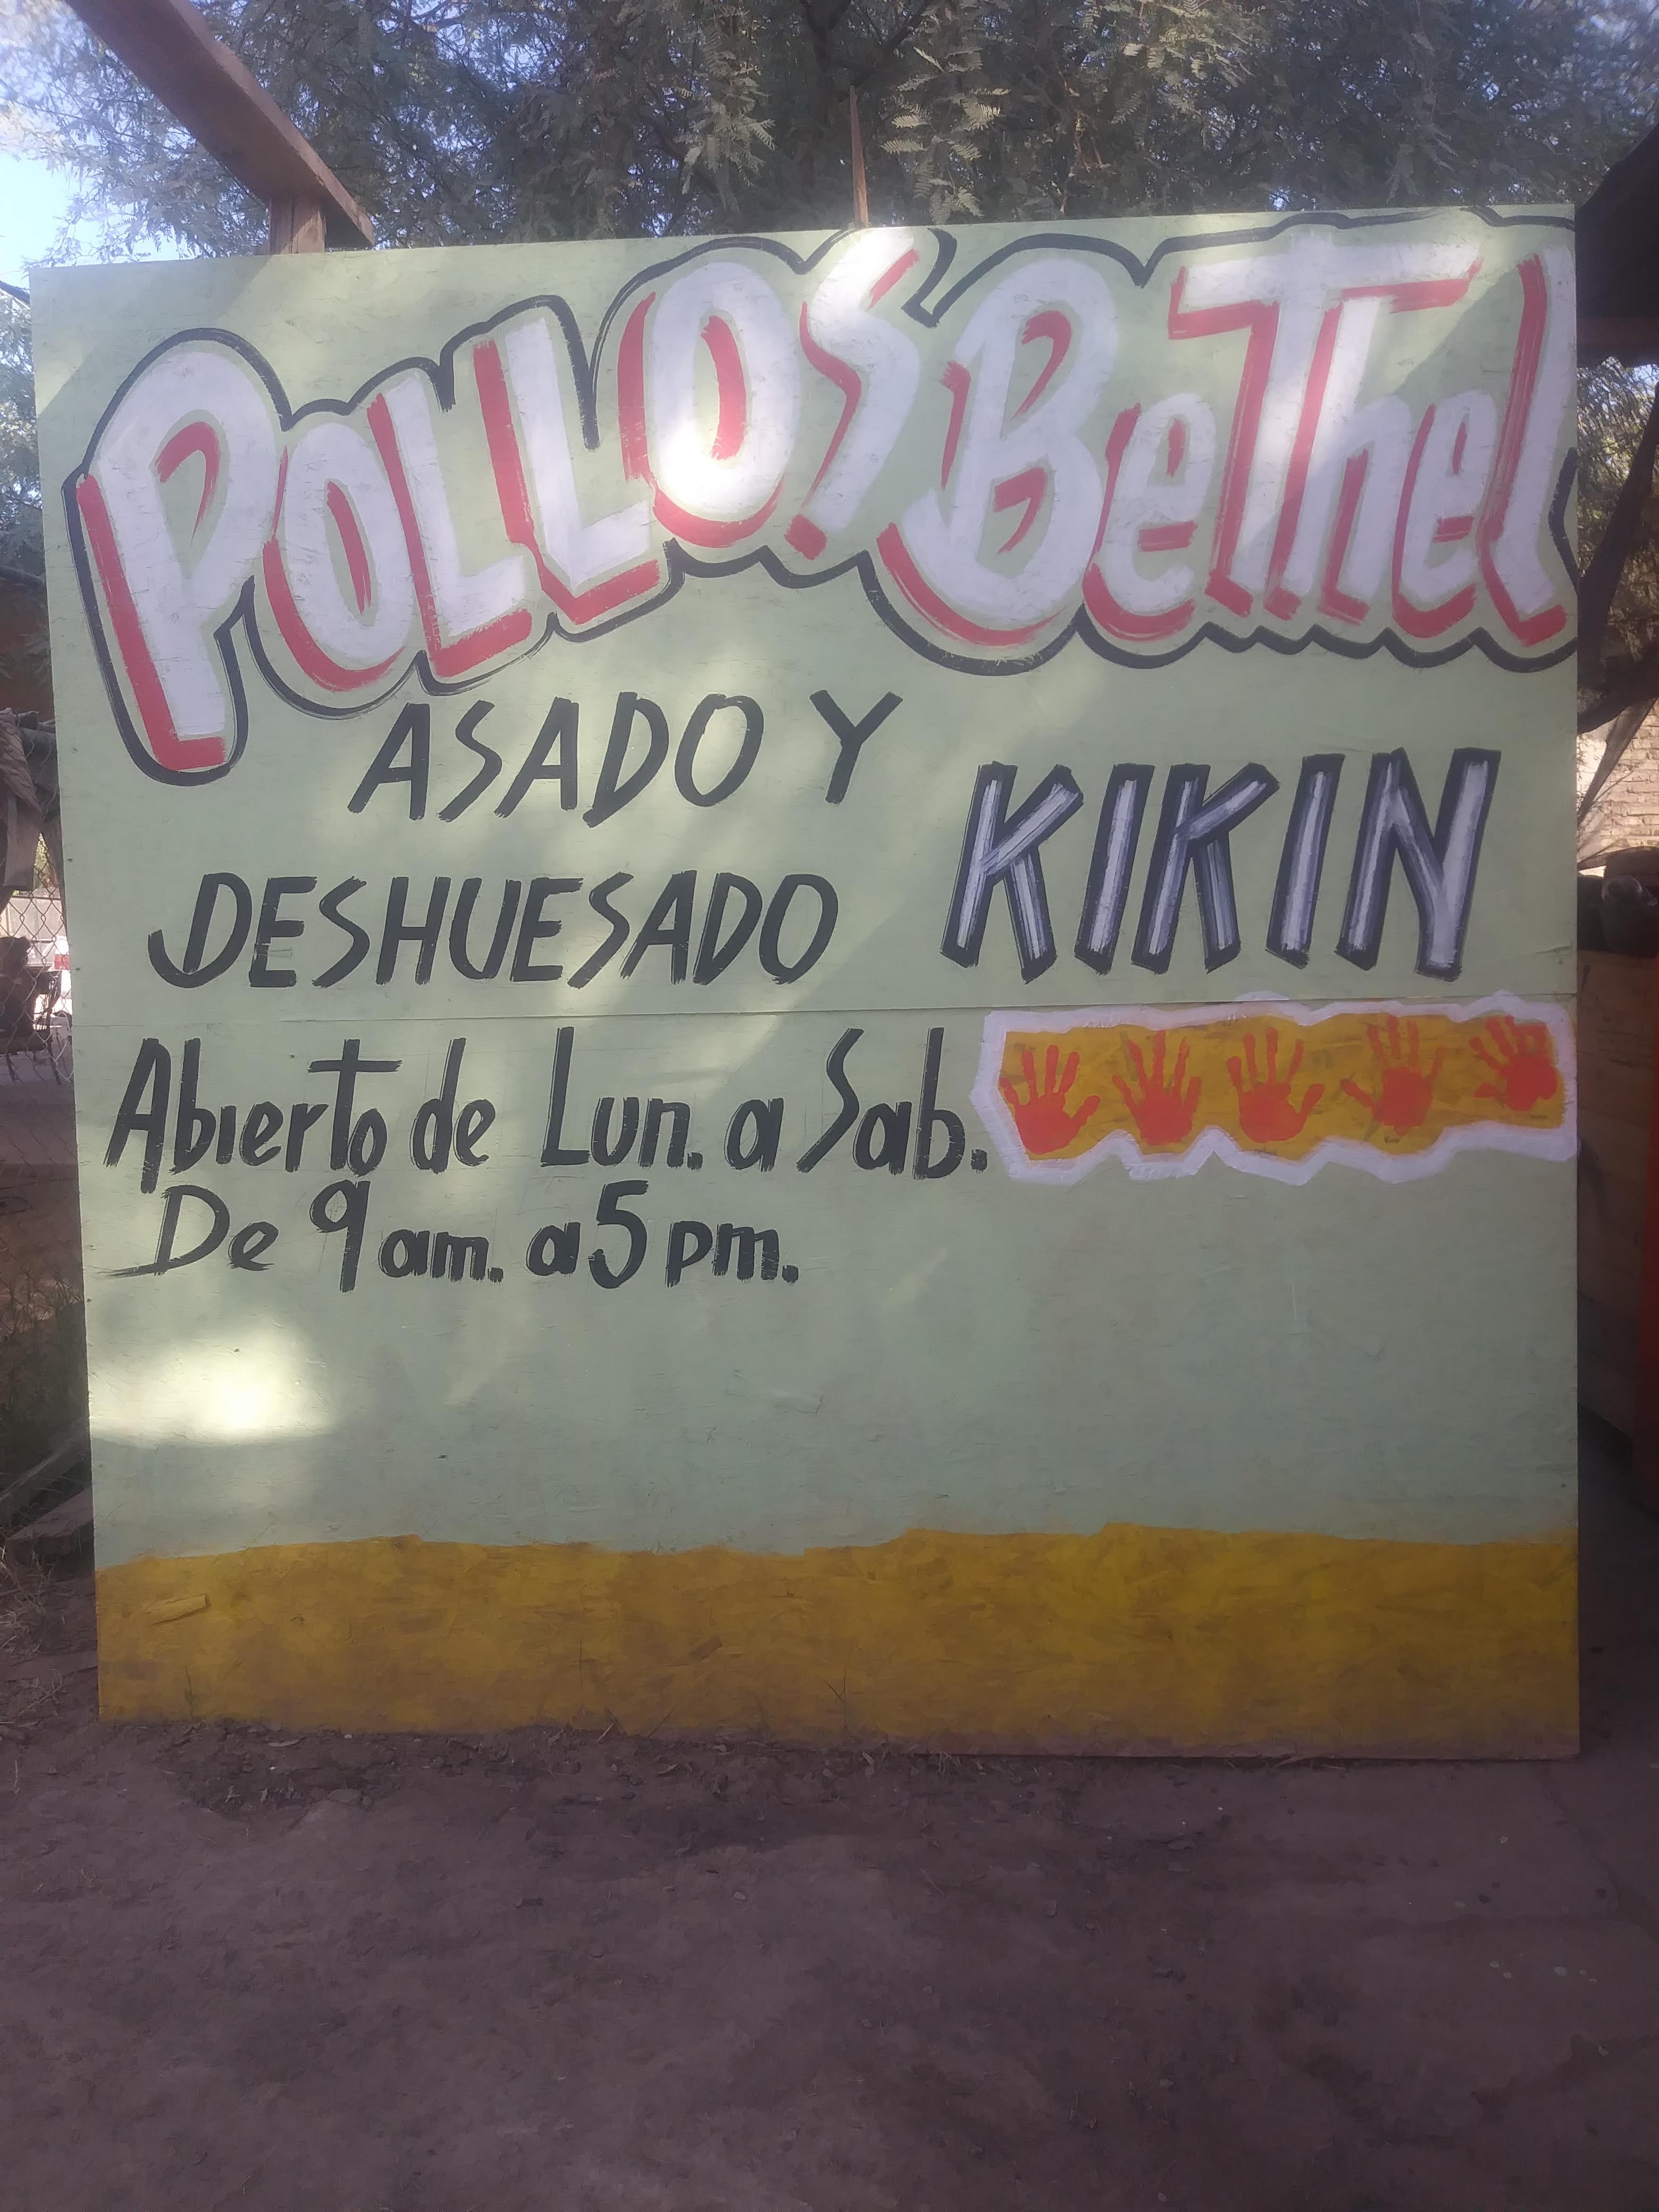 POLLOS BeThel
ASADO Y
DESHUESADO
KIKIN
Abierto de Lun. a Sab.
De 9 am. a 5 pm.